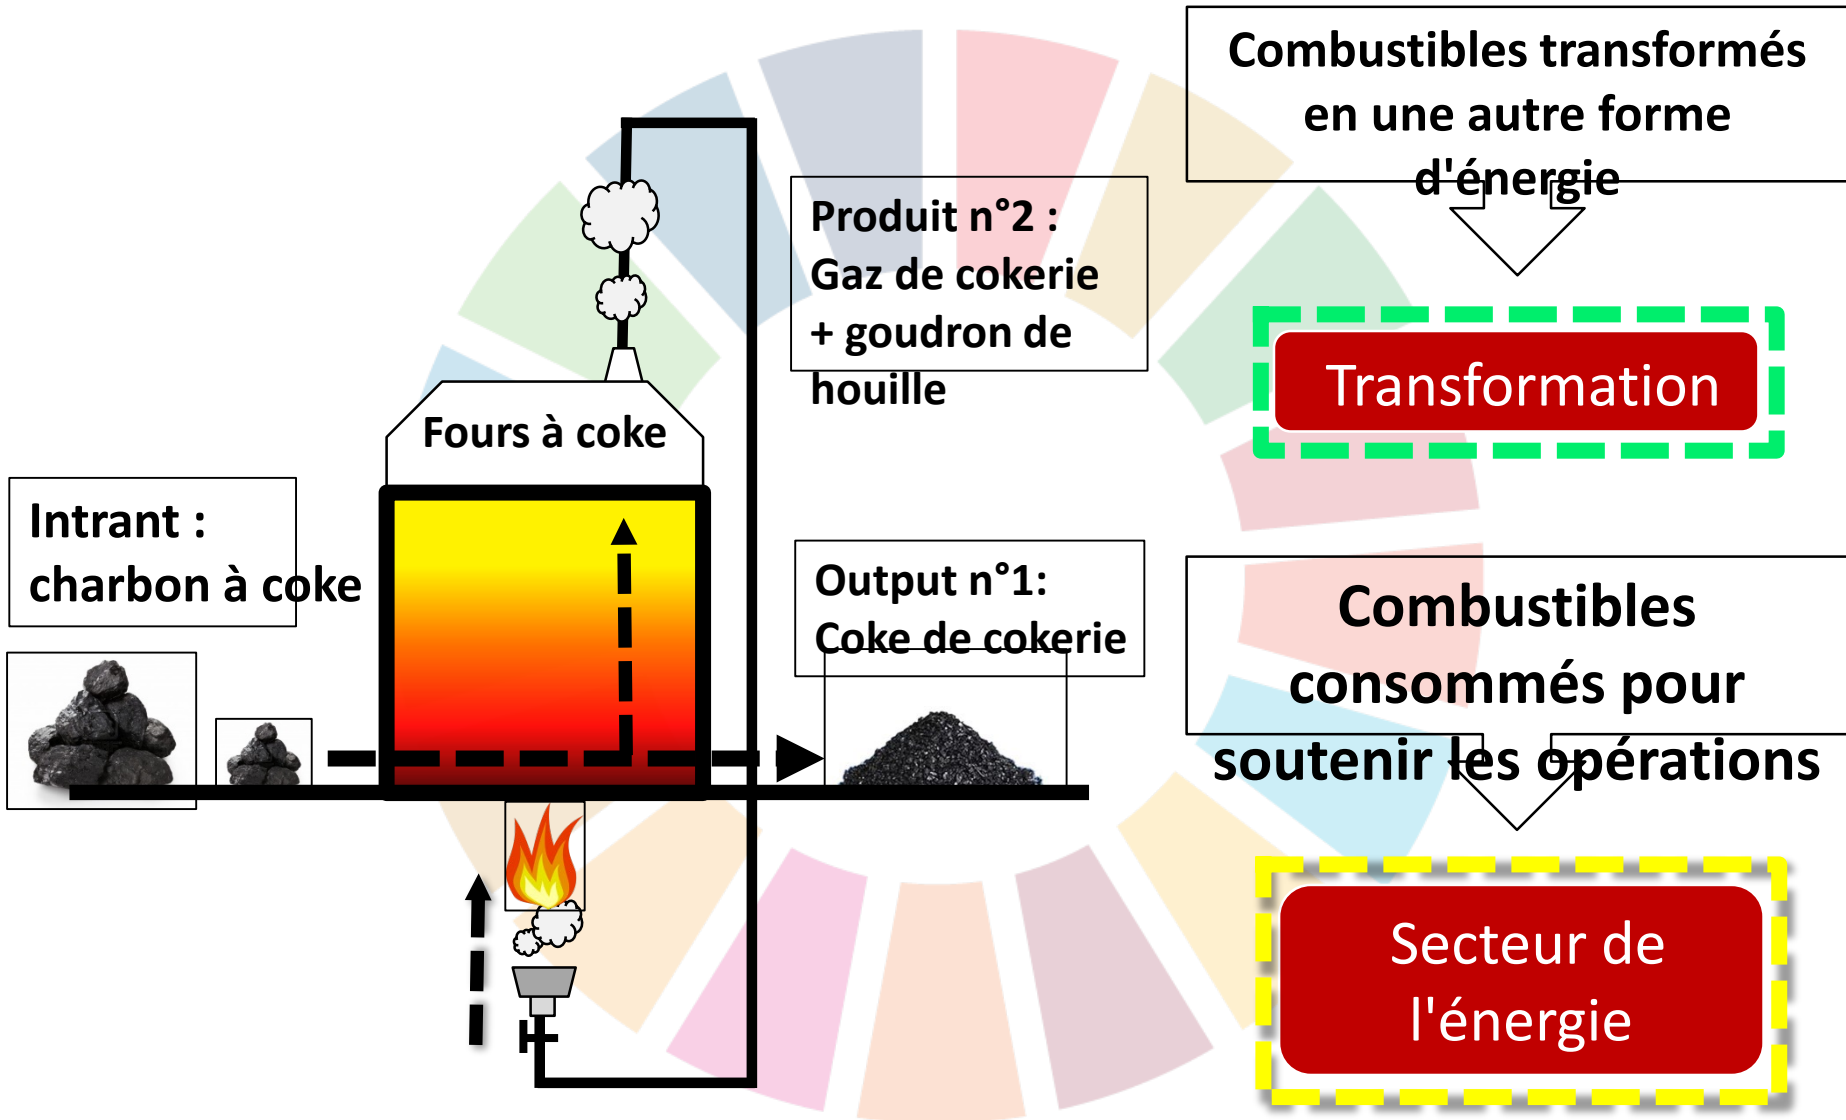 Combustibles transformés
en une autre forme
d'énergie
Produit n°2 :
Gaz de cokerie
+ goudron de
houille
Transformation
Fours à coke
Intrant :
charbon à coke
Output n°1:
Coke de cokerie
Combustibles
consommés pour
soutenir les opérations
Secteur de
l'énergie